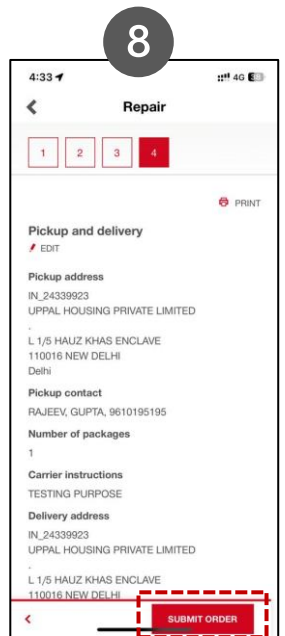 8
4:33
4G
Repair
1 2 3 4
PRINT
Pickup and delivery
EDIT
Pickup address
IN_24339923
UPPAL HOUSING PRIVATE LIMITED
.
L 1/5 HAUZ KHAS ENCLAVE
110016 NEW DELHI
Delhi
Pickup contact
RAJEEV, GUPTA, 9610195195
Number of packages
1
Carrier instructions
TESTING PURPOSE
Delivery address
IN_24339923
UPPAL HOUSING PRIVATE LIMITED
.
L 1/5 HAUZ KHAS ENCLAVE
110016 NEW DELHI
SUBMIT ORDER